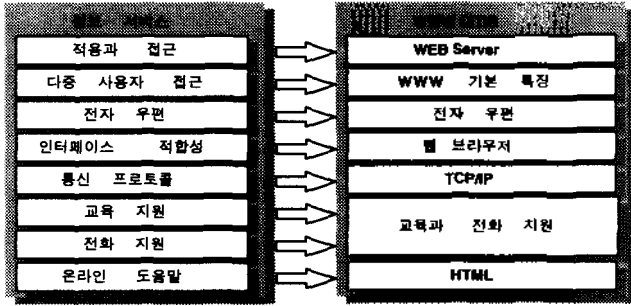 서비스
적용과 접근
다중 사용자 접근
전자 우편
인터페이스 적합성
통신 프로토콜
교육 지원
전화 지원
온라인 도움말
WEB Server
WWW 기본 특징
전자 우편
웹 브라우저
TCP/IP
교육과 전화 지원
HTML